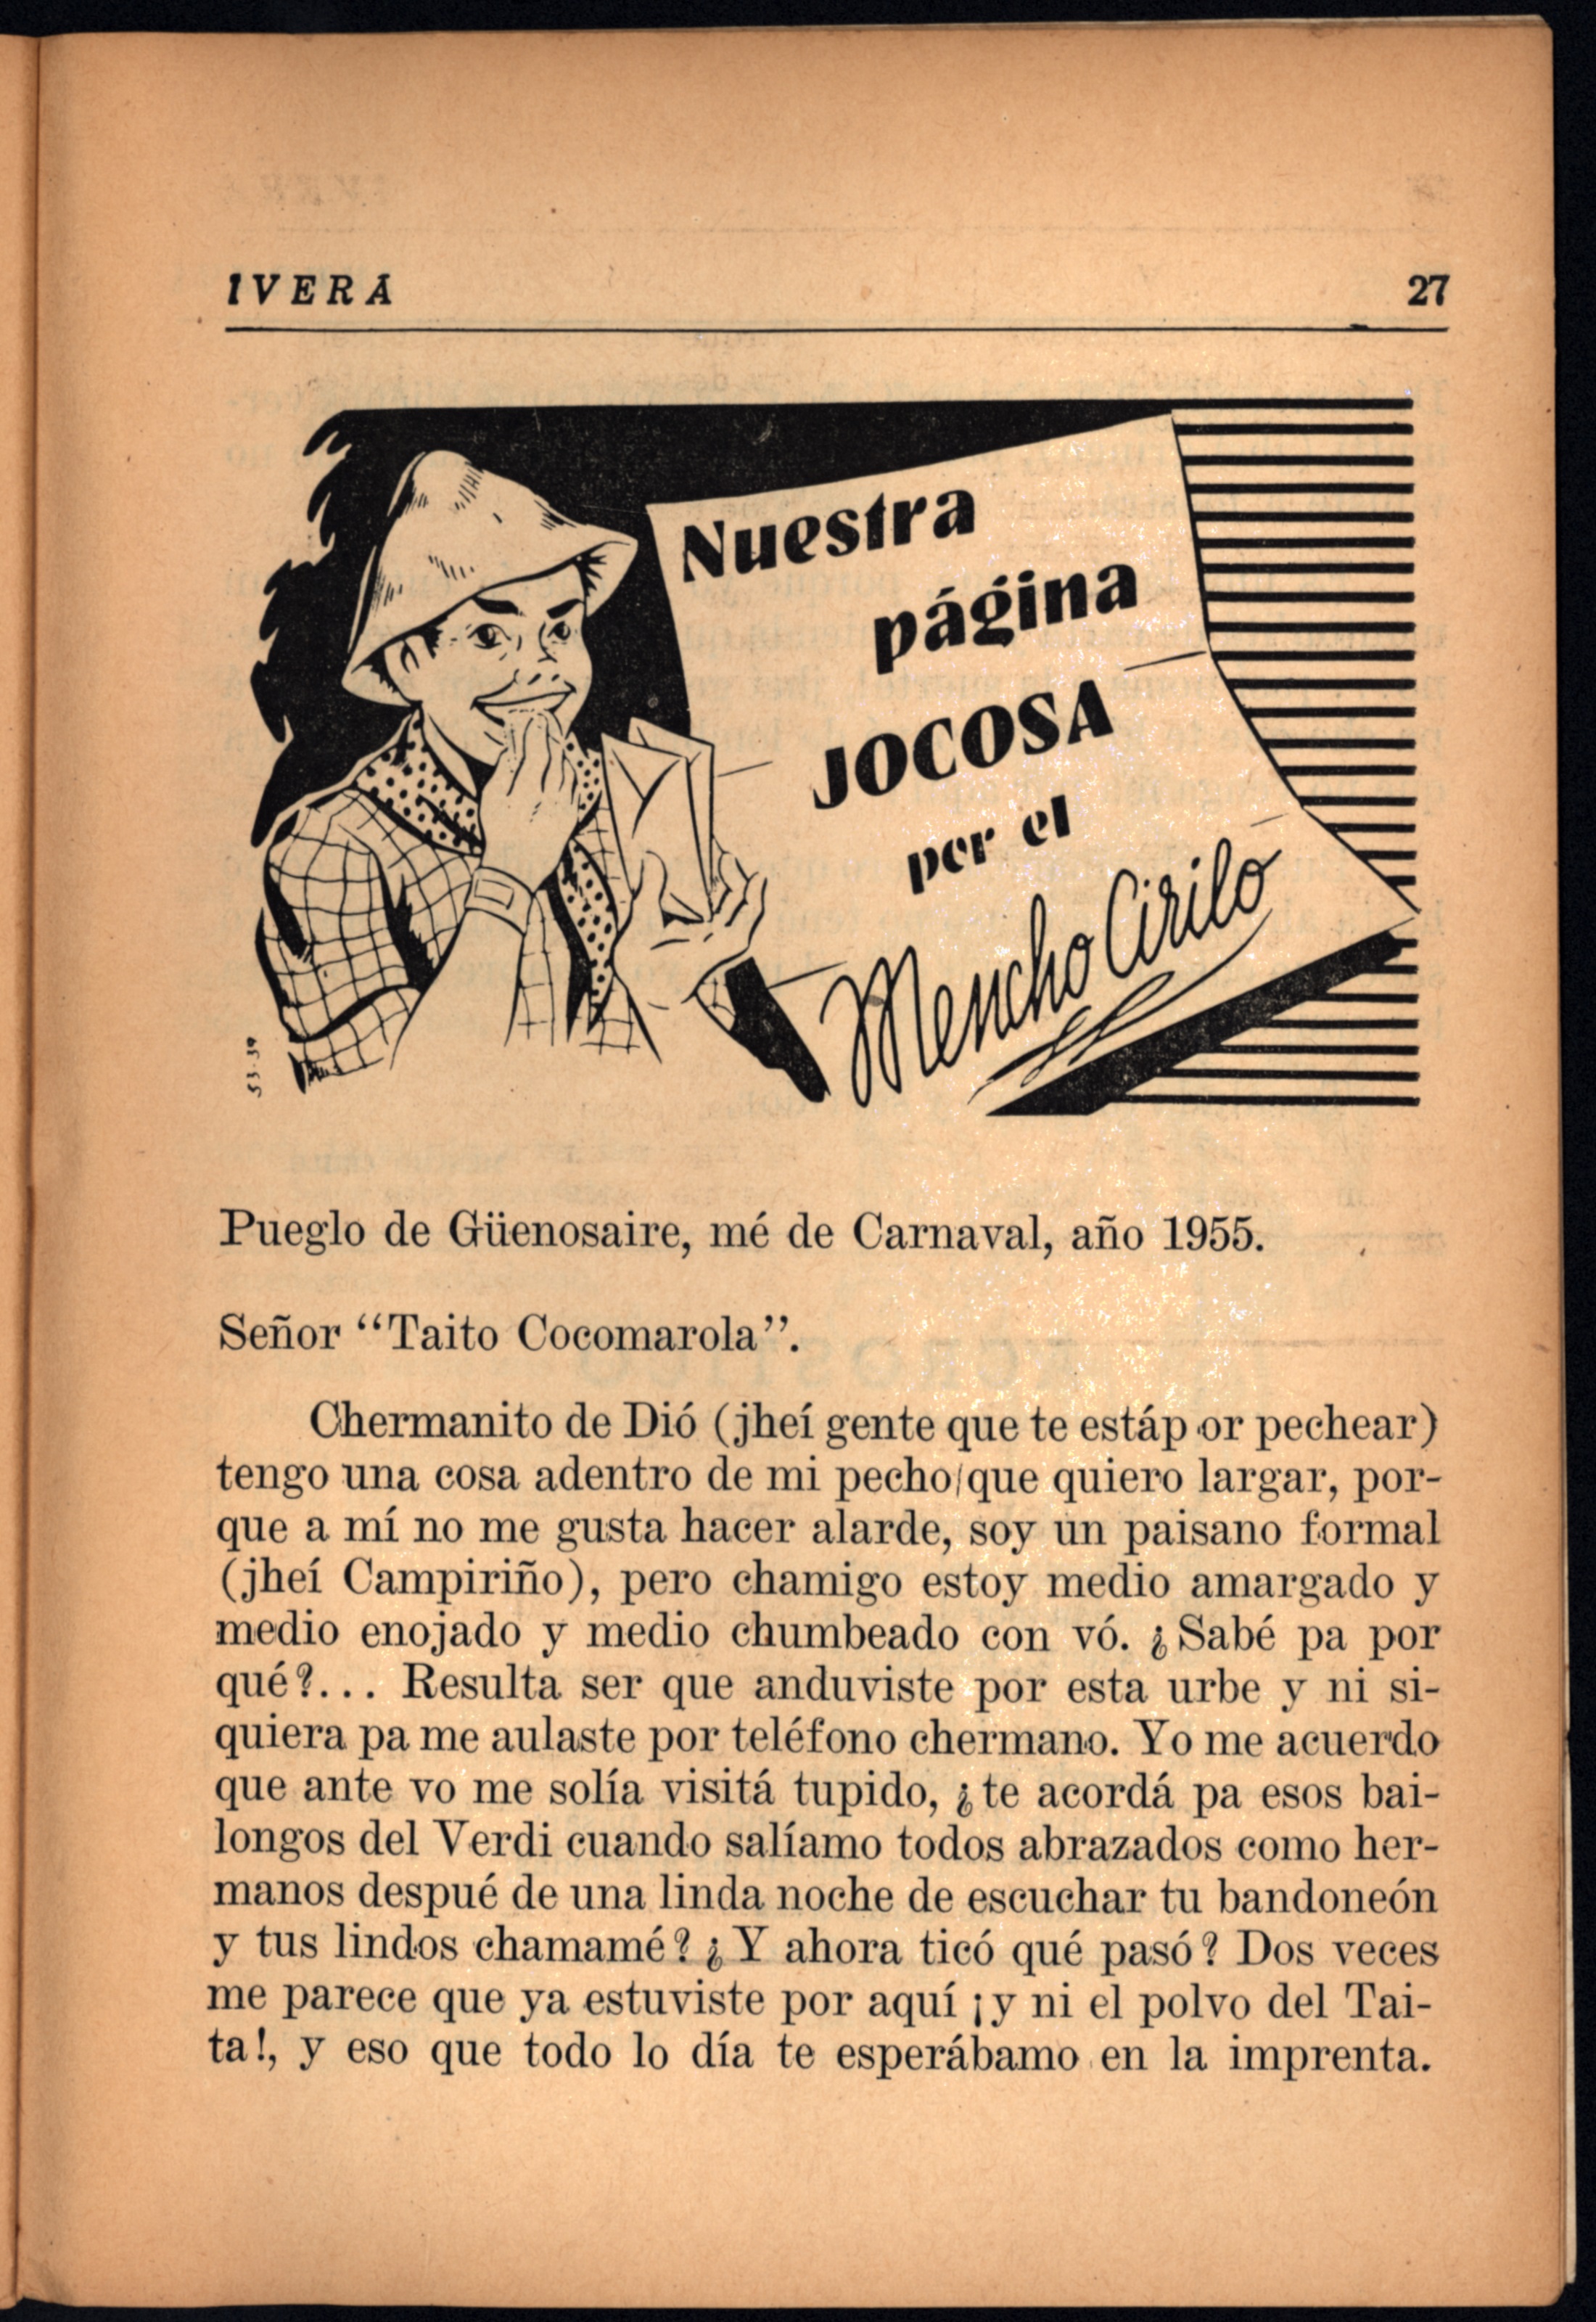 IVERÁ 27
Nuestra
página
JOCOSA
por el
Mencho Cirilo
Pueglo de Güenosaire, mé de Carnaval, año 1955.
Señor “Taito Cocomarola”.
Chermanito de Dió (jheí gente que te estáp or pechear)
tengo una cosa adentro de mi pecho que quiero largar, por-
que a mí no me gusta hacer alarde, soy un paisano formal
(jheí Campiriño), pero chamigo estoy medio amargado y
medio enojado y medio chumbeado con vó. ¿Sabé pa por
qué?... Resulta ser que anduviste por esta urbe y ni si-
quiera pa me aulaste por teléfono chermano. Yo me acuerdo
que ante vo me solía visitá tupido, ¿te acordá pa esos bai-
longos del Verdi cuando salíamo todos abrazados como her-
manos despué de una linda noche de escuchar tu bandoneón
y tus lindos chamamé? ¿Y ahora ticó qué pasó? Dos veces
me parece que ya estuviste por aquí ¡y ni el polvo del Tai-
ta!, y eso que todo lo día te esperábamo en la imprenta.